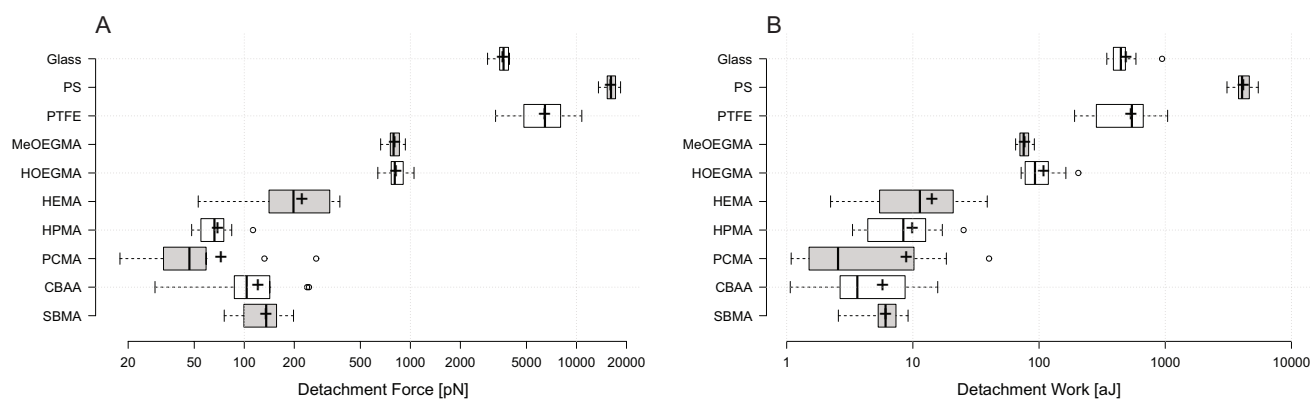 A
Glass
PS
PTFE
MeOEGMA
HOEGMA
HEMA
HPMA
PCMA
CBAA
SBMA
20 50 100 200 500 1000 2000 5000 10000 20000
Detachment Force [pN]
B
Glass
PS
PTFE
MeOEGMA
HOEGMA
HEMA
HPMA
PCMA
CBAA
SBMA
1 10 100 1000 10000
Detachment Work [aJ]